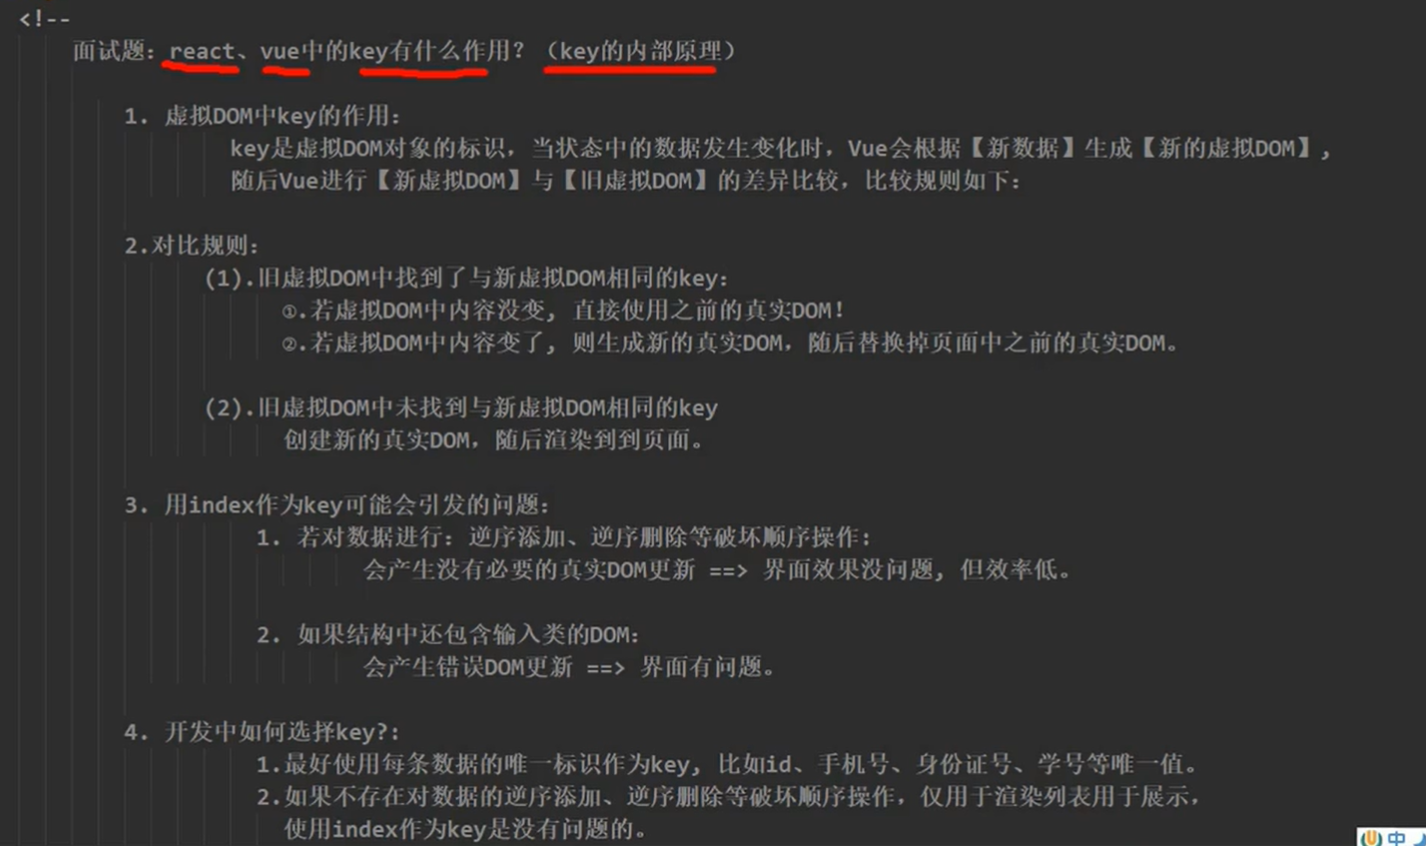 <!--
面试题：react、vue中的key有什么作用？（key的内部原理）
1. 虚拟DOM中key的作用：
key是虚拟DOM对象的标识，当状态中的数据发生变化时，Vue会根据【新数据】生成【新的虚拟DOM】,
随后Vue进行【新虚拟DOM】与【旧虚拟DOM】的差异比较，比较规则如下：
2.对比规则：
(1).旧虚拟DOM中找到了与新虚拟DOM相同的key：
①.若虚拟DOM中内容没变, 直接使用之前的真实DOM！
②.若虚拟DOM中内容变了, 则生成新的真实DOM，随后替换掉页面中之前的真实DOM。
(2).旧虚拟DOM中未找到与新虚拟DOM相同的key
创建新的真实DOM，随后渲染到到页面。
3. 用index作为key可能会引发的问题：
1. 若对数据进行：逆序添加、逆序删除等破坏顺序操作:
会产生没有必要的真实DOM更新 ==> 界面效果没问题, 但效率低。
2. 如果结构中还包含输入类的DOM：
会产生错误DOM更新 ==> 界面有问题。
4. 开发中如何选择key?:
1.最好使用每条数据的唯一标识作为key, 比如id、手机号、身份证号、学号等唯一值。
2.如果不存在对数据的逆序添加、逆序删除等破坏顺序操作，仅用于渲染列表用于展示，
使用index作为key是没有问题的。
中